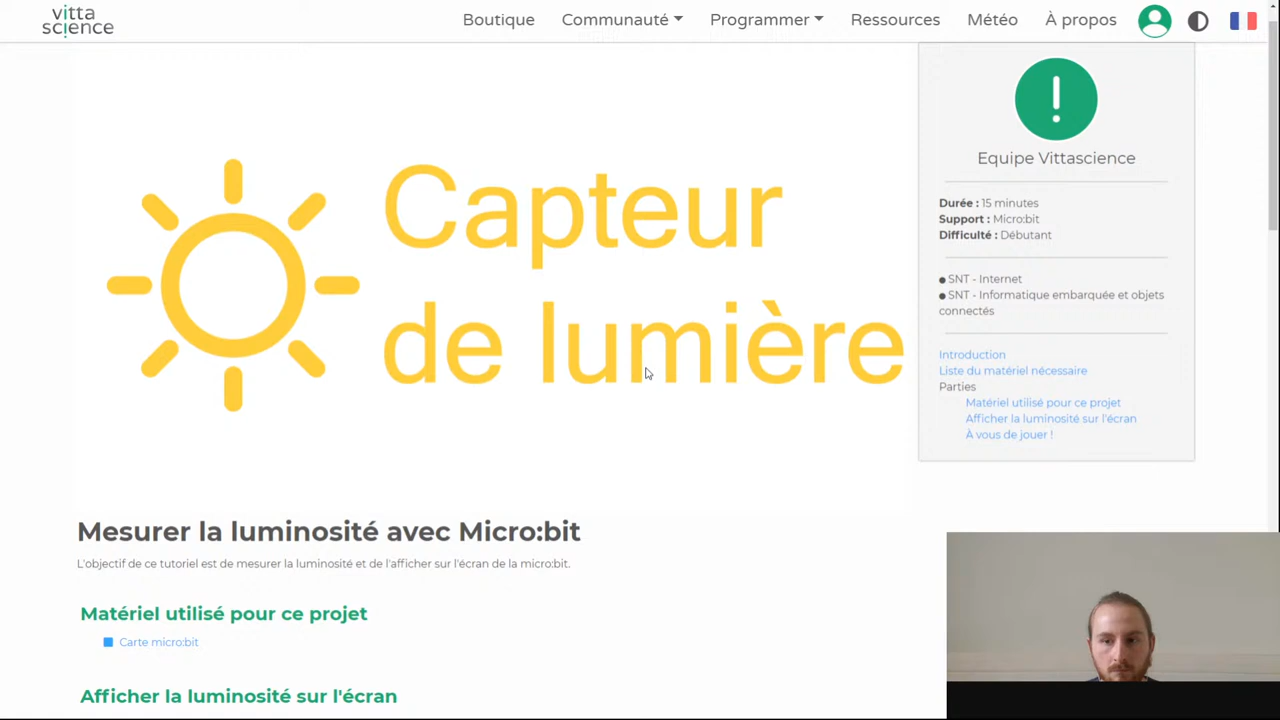 vitta
science
Boutique
Communauté
Programmer
Ressources
Météo
À propos
Capteur
de lumière
Equipe Vittascience
Durée : 15 minutes
Support : Micro:bit
Difficulté : Débutant
SNT - Internet
SNT - Informatique embarquée et objets
connectés
Introduction
Liste du matériel nécessaire
Parties
Matériel utilisé pour ce projet
Afficher la luminosité sur l'écran
À vous de jouer !
Mesurer la luminosité avec Micro:bit
L'objectif de ce tutoriel est de mesurer la luminosité et de l'afficher sur l'écran de la micro:bit.
Matériel utilisé pour ce projet
Carte micro:bit
Afficher la luminosité sur l'écran